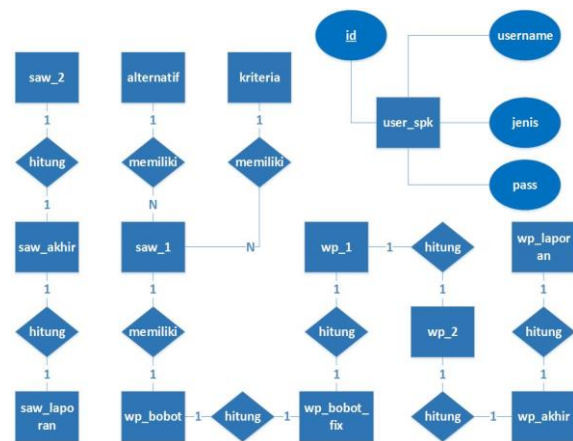 id
username
saw_2
alternatif
kriteria
user_spk
jenis
1
1
1
hitung
memiliki
memiliki
pass
1
N
saw_akhir
saw_1
N
wp_1
1
hitung
wp_lapor
an
1
1
1
1
1
hitung
memiliki
hitung
wp_2
hitung
1
1
1
1
1
saw_lapo
ran
wp_bobot
1
hitung
1
wp_bobot_
fix
hitung
1
wp_akhir